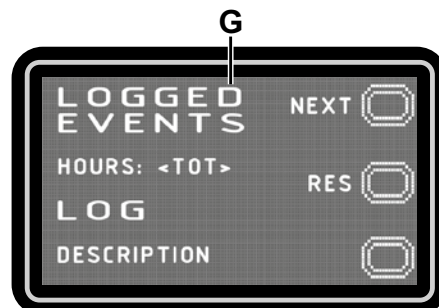 G
LOGGED NEXT
EVENTS
HOURS: <TOT>
RES
LOG
DESCRIPTION